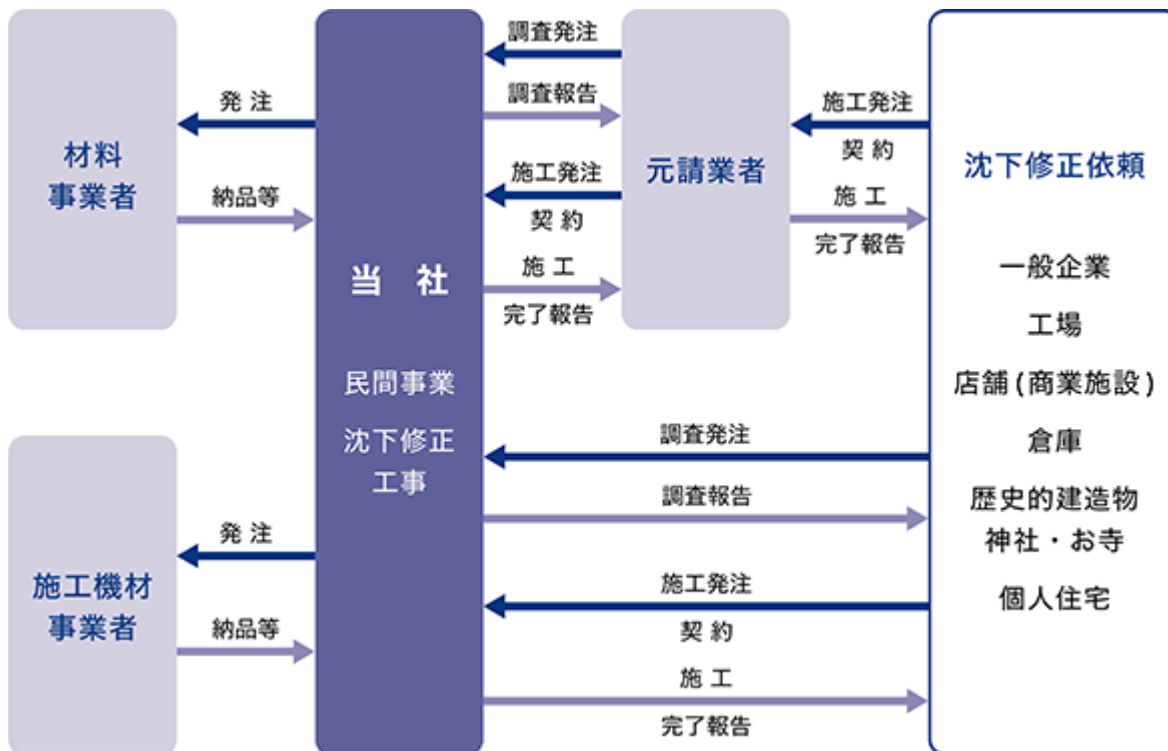 材料
事業者
発 注
納品等
施工機材
事業者
発 注
納品等
当 社
民間事業
沈下修正
工事
調査発注
調査報告
施工発注
契 約
施 工
完了報告
元請業者
施工発注
契 約
施 工
完了報告
調査発注
調査報告
施工発注
契 約
施 工
完了報告
沈下修正依頼
一般企業
工場
店舗(商業施設)
倉庫
歴史的建造物
神社・お寺
個人住宅